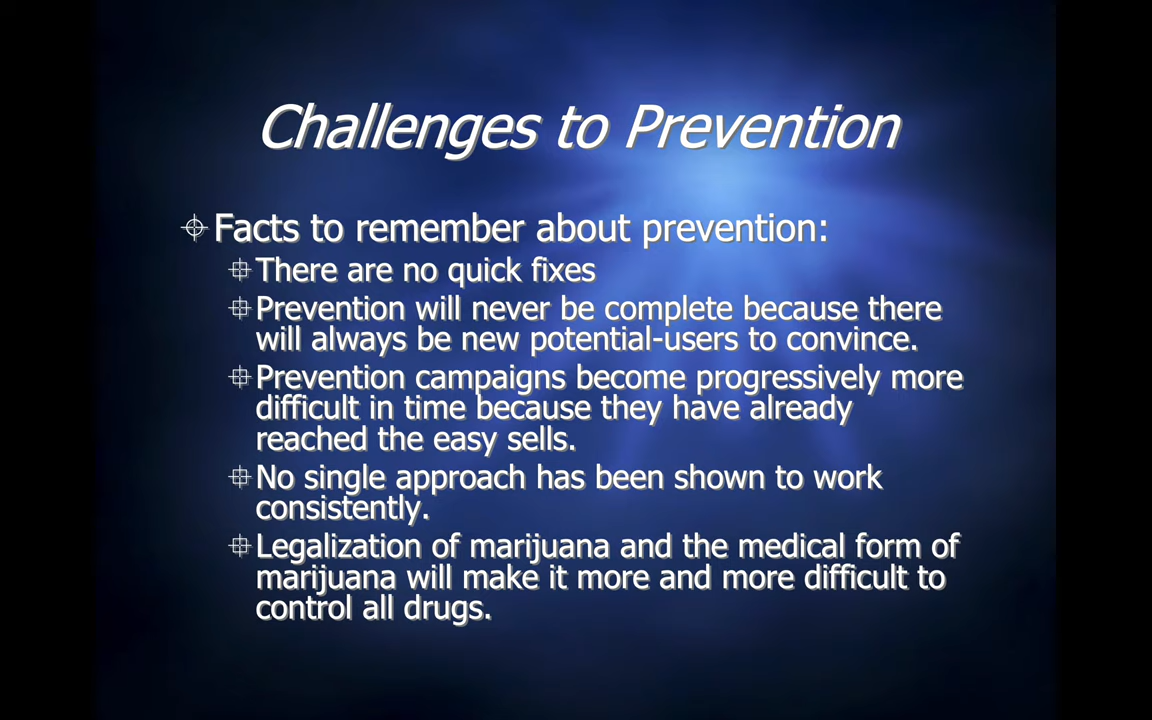 Challenges to Prevention
Facts to remember about prevention:
There are no quick fixes
Prevention will never be complete because there
will always be new potential-users to convince.
Prevention campaigns become progressively more
difficult in time because they have already
reached the easy sells.
No single approach has been shown to work
consistently.
Legalization of marijuana and the medical form of
marijuana will make it more and more difficult to
control all drugs.